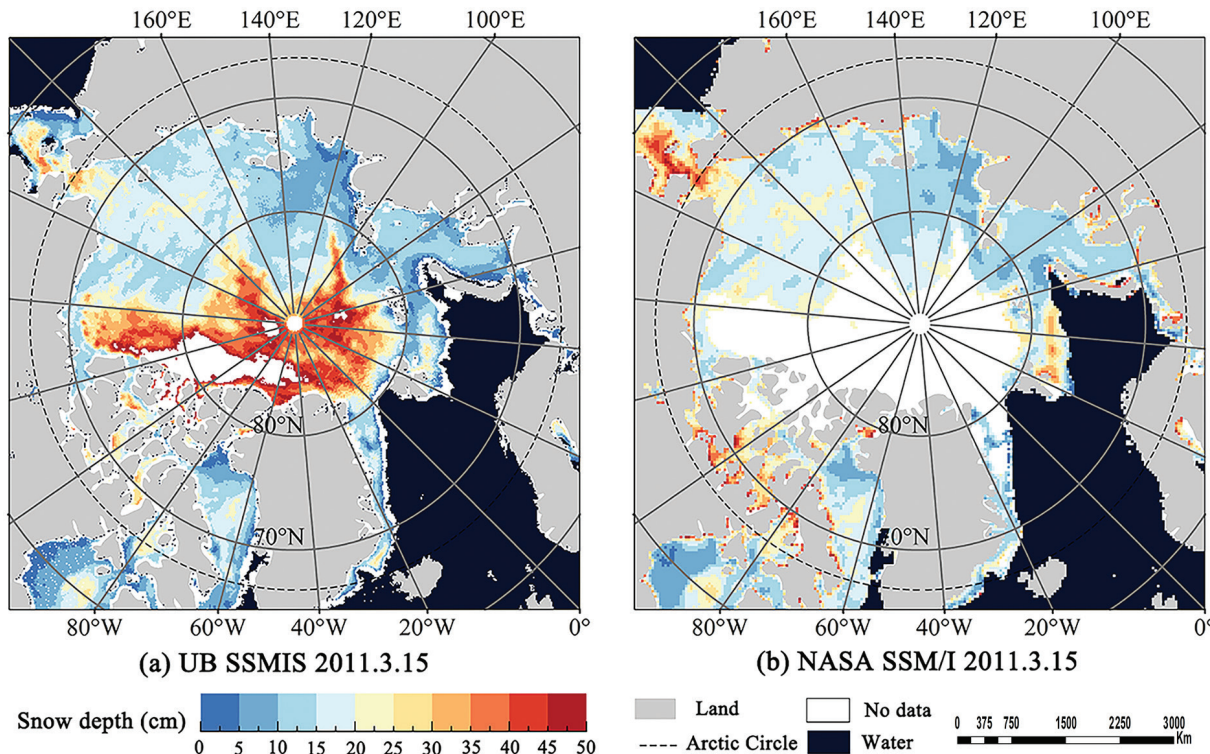 160°E 140°E 120°E 100°E 160°E 140°E 120°E 100°E
80°N 80°N
70°N 70°N
80°W 60°W 40°W 20°W 0° 80°W 60°W 40°W 20°W 0°
(a) UB SSMIS 2011.3.15 (b) NASA SSM/I 2011.3.15
Snow depth (cm)
0 5 10 15 20 25 30 35 40 45 50
Land No data
Arctic Circle Water
0 375 750 1500 2250 3000
Km